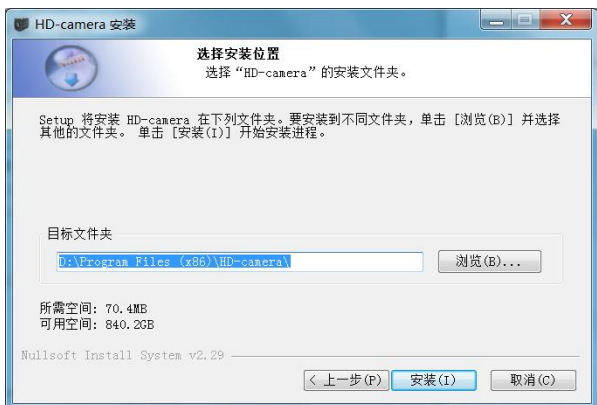 HD-camera 安装
选择安装位置
选择“HD-camera”的安装文件夹。
Setup 将安装 HD-camera 在下列文件夹。要安装到不同文件夹，单击 [浏览(B)] 并选择
其他的文件夹。 单击 [安装(I)] 开始安装进程。
目标文件夹
D:\Program Files (x86)\HD-camera\
浏览(B)...
所需空间: 70.4MB
可用空间: 840.2GB
Nullsoft Install System v2.29
< 上一步(P)
安装(I)
取消(C)